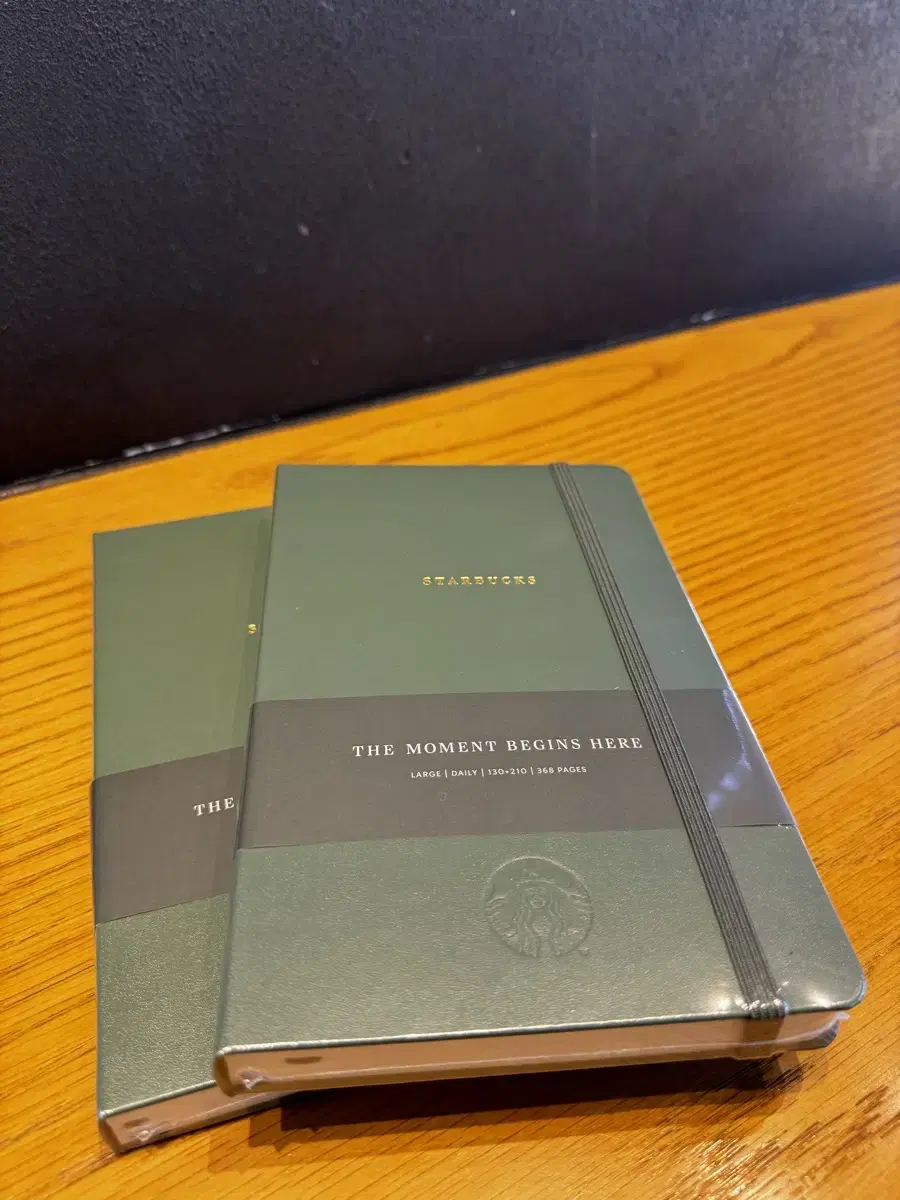 STARBUCKS
THE MOMENT BEGINS HERE
LARGE | DAILY | 130×210 | 368 PAGES
S
THE